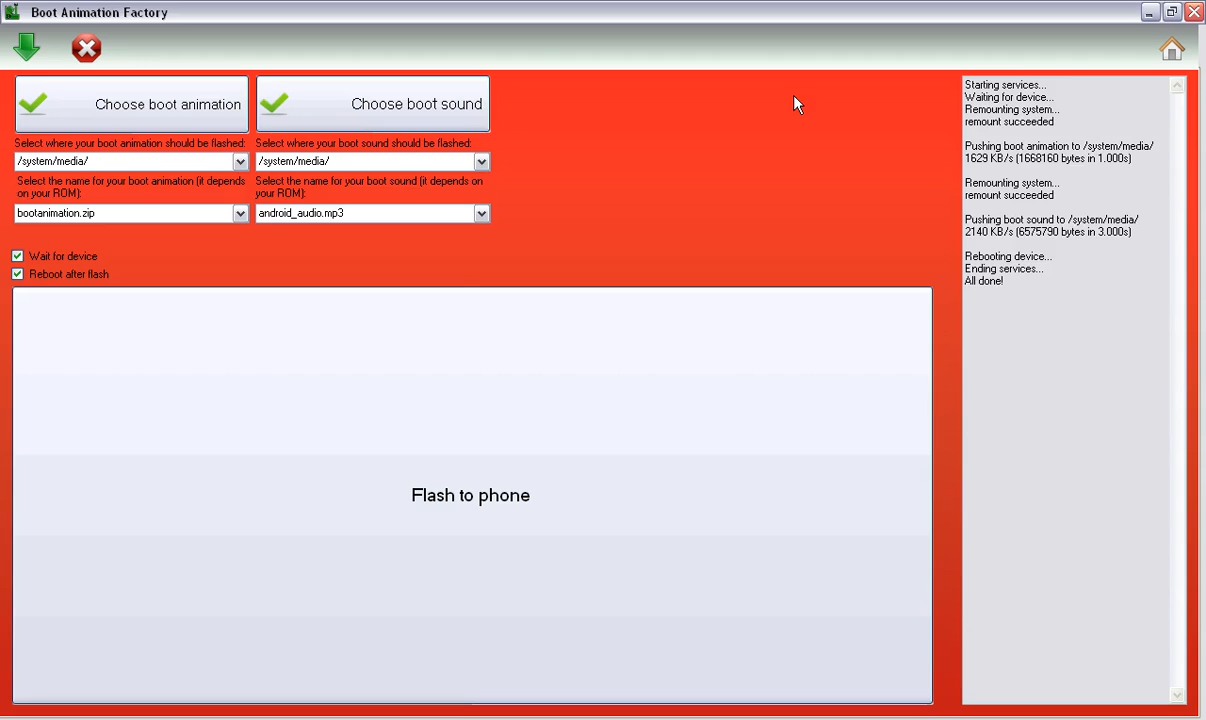 Boot Animation Factory
Choose boot animation
Choose boot sound
Select where your boot animation should be flashed:
Select where your boot sound should be flashed:
/system/media/
/system/media/
Select the name for your boot animation (it depends
on your ROM):
Select the name for your boot sound (it depends on
your ROM):
bootanimation.zip
android_audio.mp3
Wait for device
Reboot after flash
Flash to phone
Starting services...
Waiting for device...
Remounting system...
remount succeeded
Pushing boot animation to /system/media/
1629 KB/s (1668160 bytes in 1.000s)
Remounting system...
remount succeeded
Pushing boot sound to /system/media/
2140 KB/s (6575790 bytes in 3.000s)
Rebooting device...
Ending services...
All done!